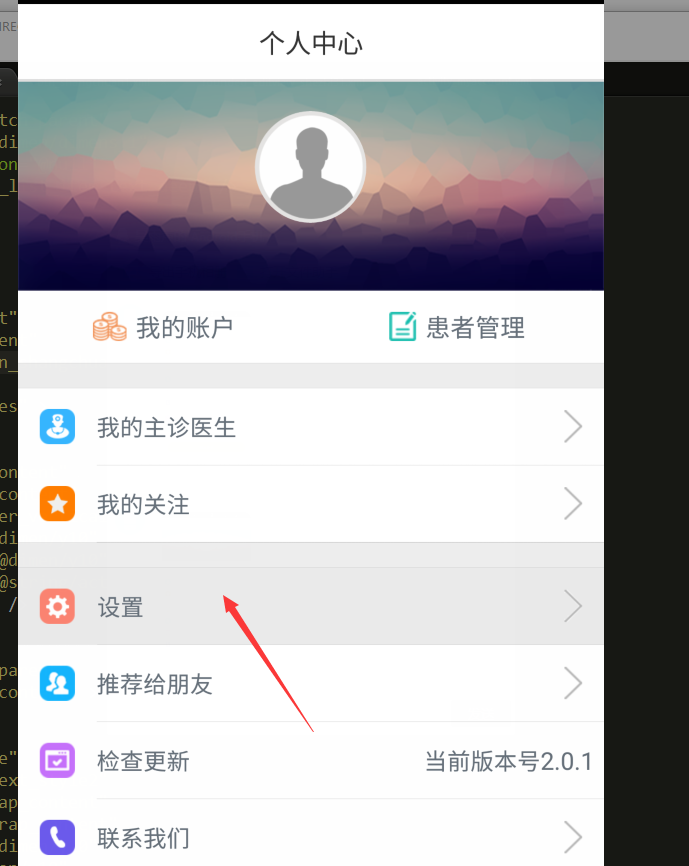 个人中心
我的账户
患者管理
我的主诊医生
我的关注
设置
推荐给朋友
检查更新 当前版本号2.0.1
联系我们